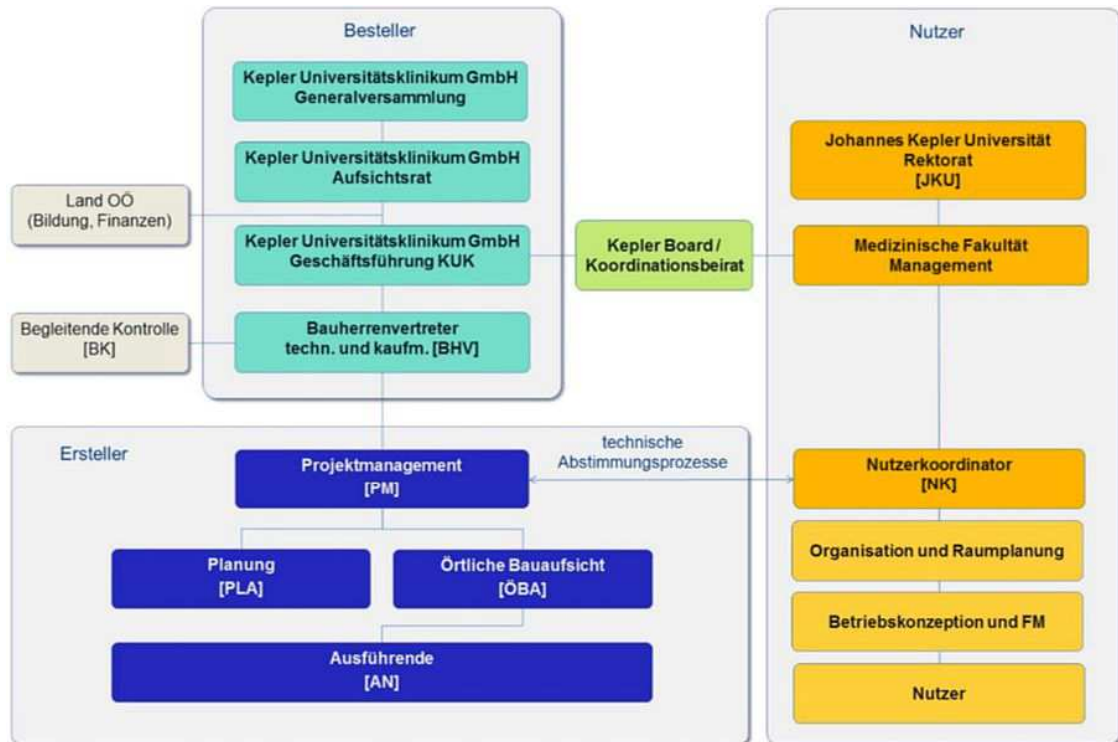 Besteller
Kepler Universitätsklinikum GmbH
Generalversammlung
Kepler Universitätsklinikum GmbH
Aufsichtsrat
Land OÖ
(Bildung, Finanzen)
Kepler Universitätsklinikum GmbH
Geschäftsführung KUK
Begleitende Kontrolle
[BK]
Bauherrenvertreter
techn. und kaufm. [BHV]
Kepler Board /
Koordinationsbeirat
Nutzer
Johannes Kepler Universität
Rektorat
[JKU]
Medizinische Fakultät
Management
Ersteller
Projektmanagement
[PM]
technische
Abstimmungsprozesse
Planung
[PLA]
Örtliche Bauaufsicht
[ÖBA]
Ausführende
[AN]
Nutzerkoordinator
[NK]
Organisation und Raumplanung
Betriebskonzeption und FM
Nutzer